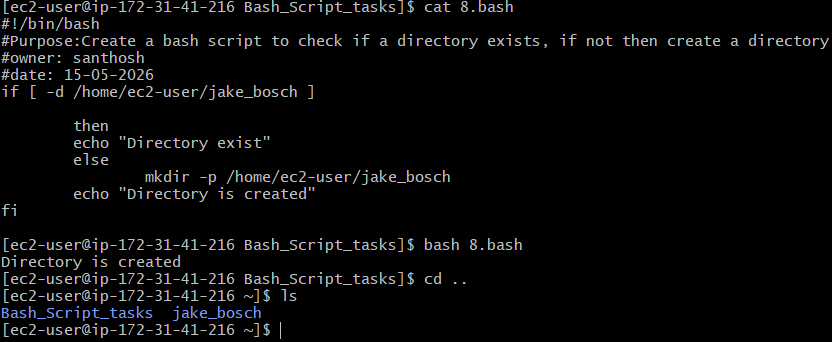 [ec2-user@ip-172-31-41-216 Bash_Script_tasks]$ cat 8.bash
#!/bin/bash
#Purpose:Create a bash script to check if a directory exists, if not then create a directory
#owner: santhosh
#date: 15-05-2026
if [ -d /home/ec2-user/jake_bosch ]
then
echo "Directory exist"
else
mkdir -p /home/ec2-user/jake_bosch
echo "Directory is created"
fi
[ec2-user@ip-172-31-41-216 Bash_Script_tasks]$ bash 8.bash
Directory is created
[ec2-user@ip-172-31-41-216 Bash_Script_tasks]$ cd ..
[ec2-user@ip-172-31-41-216 ~]$ ls
Bash_Script_tasks  jake_bosch
[ec2-user@ip-172-31-41-216 ~]$